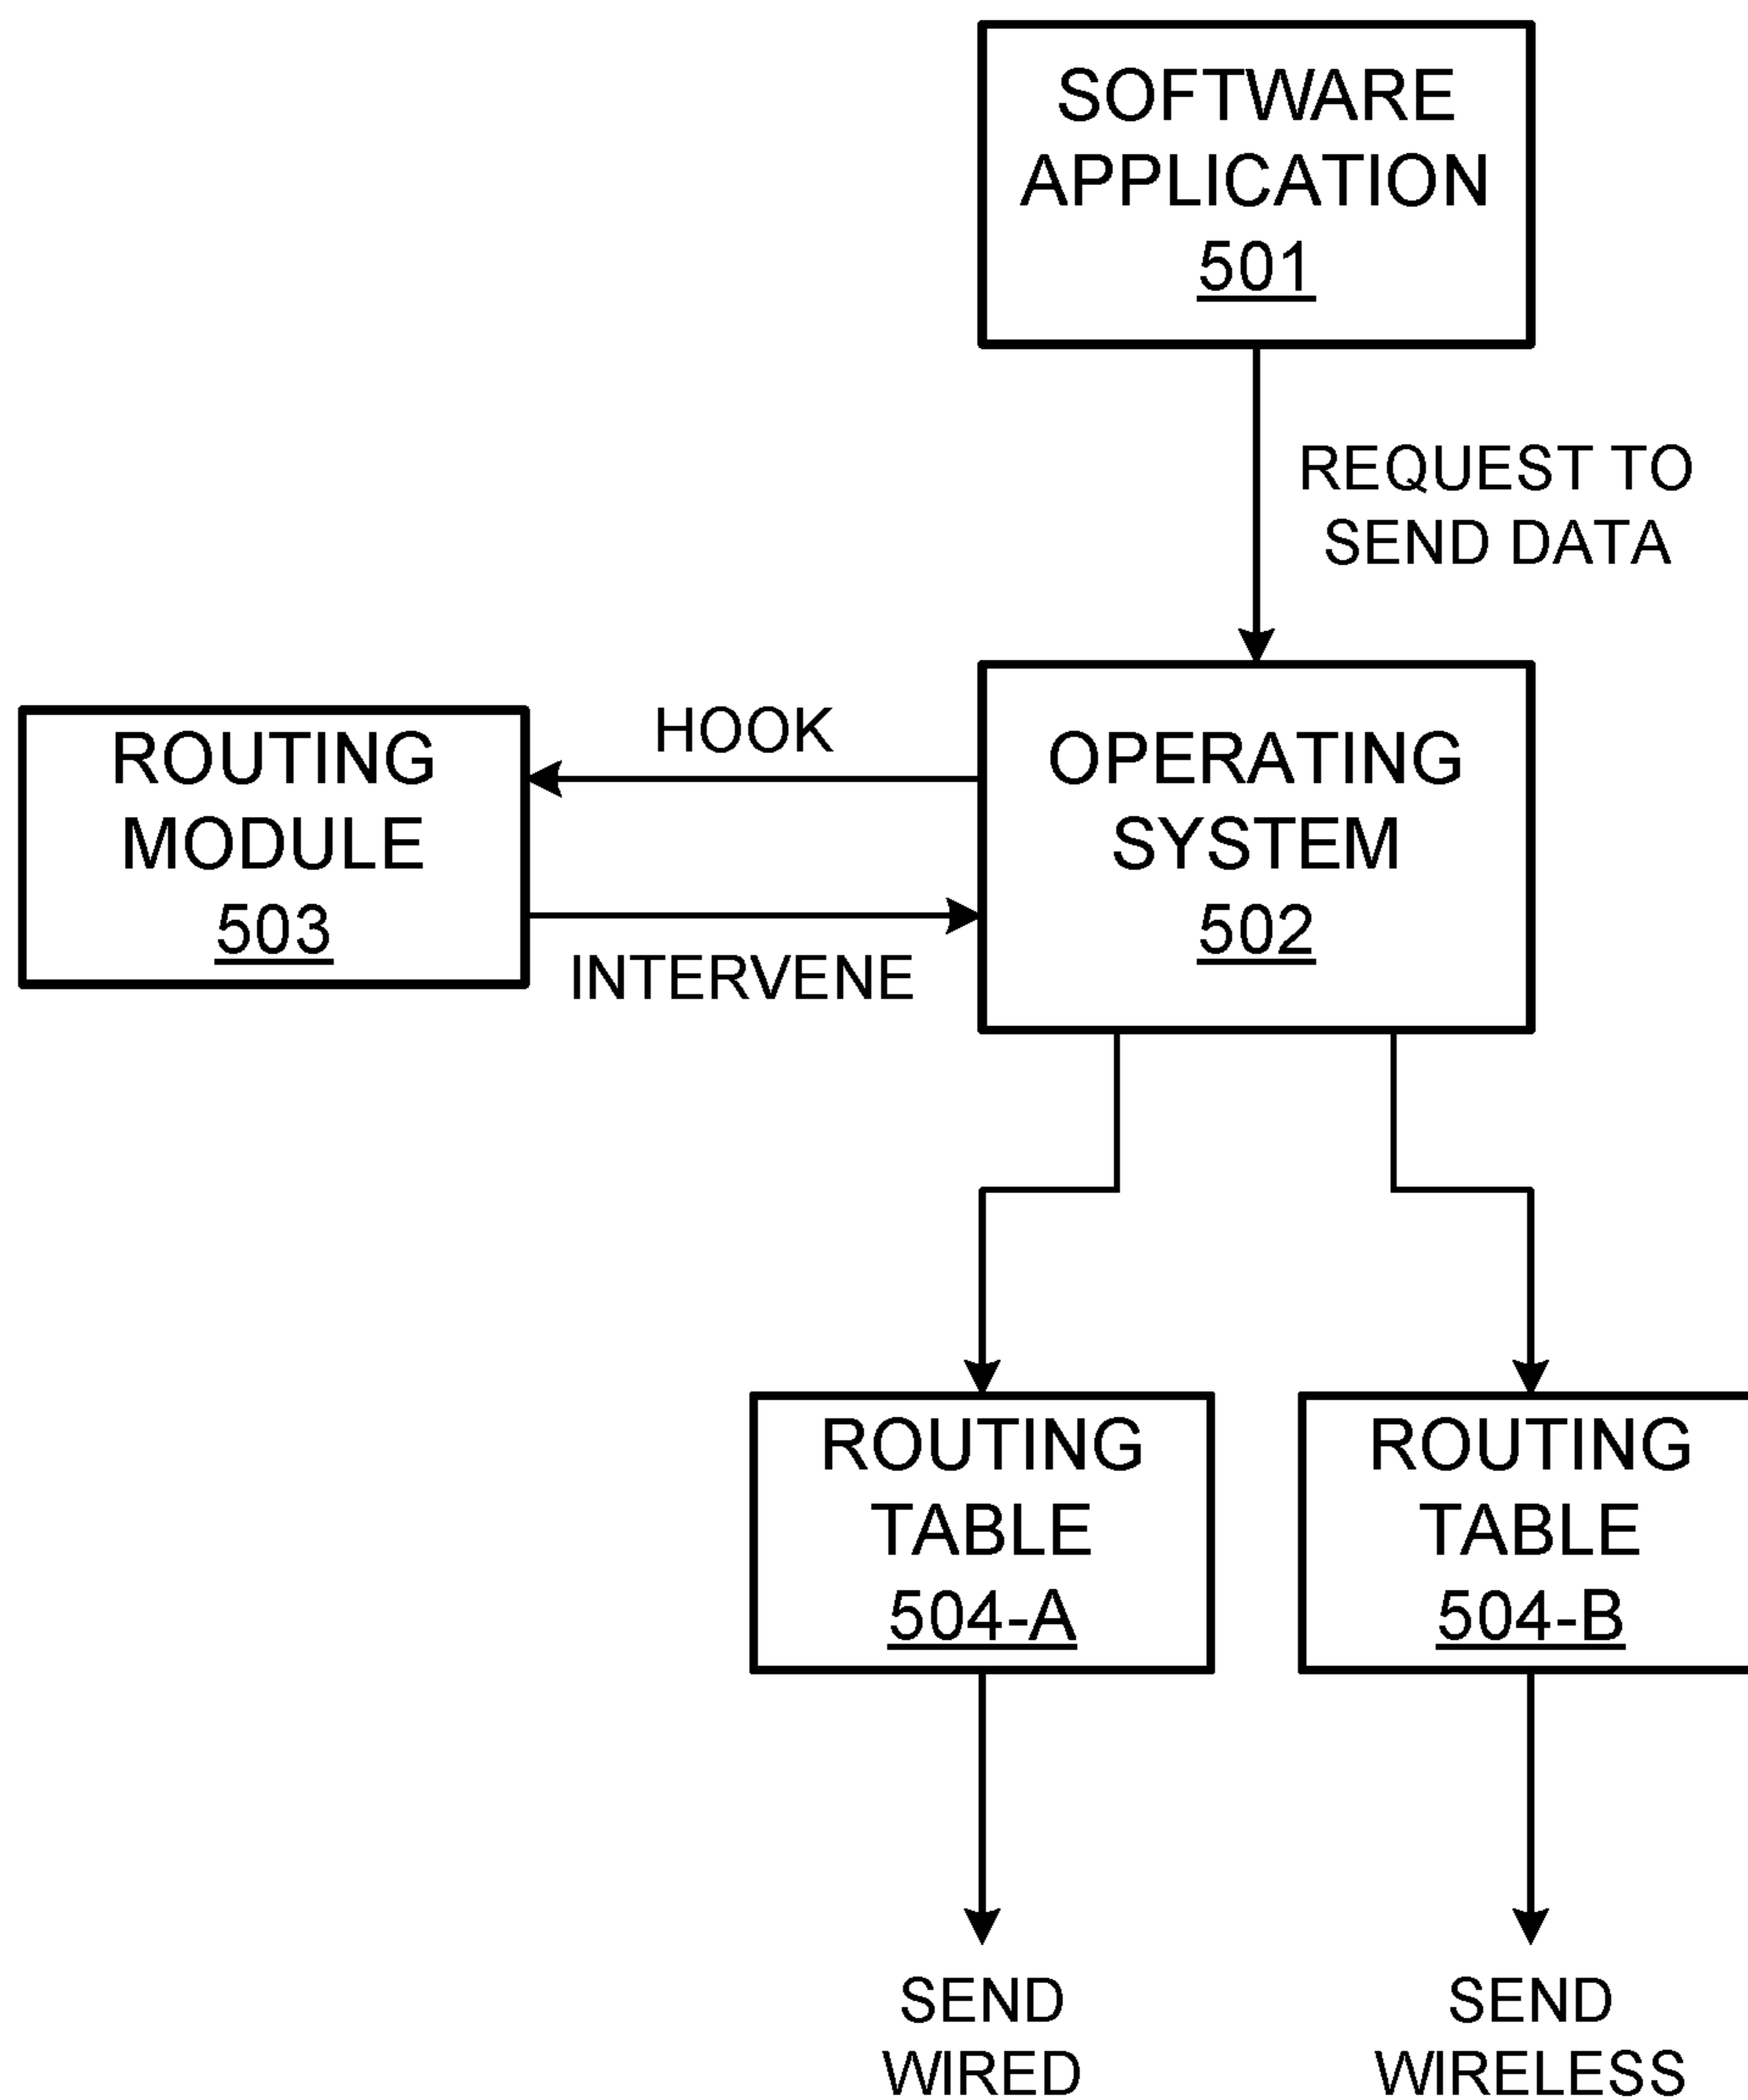 SOFTWARE
APPLICATION
501
REQUEST TO
SEND DATA
HOOK
ROUTING
MODULE
503
INTERVENE
OPERATING
SYSTEM
502
ROUTING
TABLE
504-A
ROUTING
TABLE
504-B
SEND
WIRED
SEND
WIRELESS